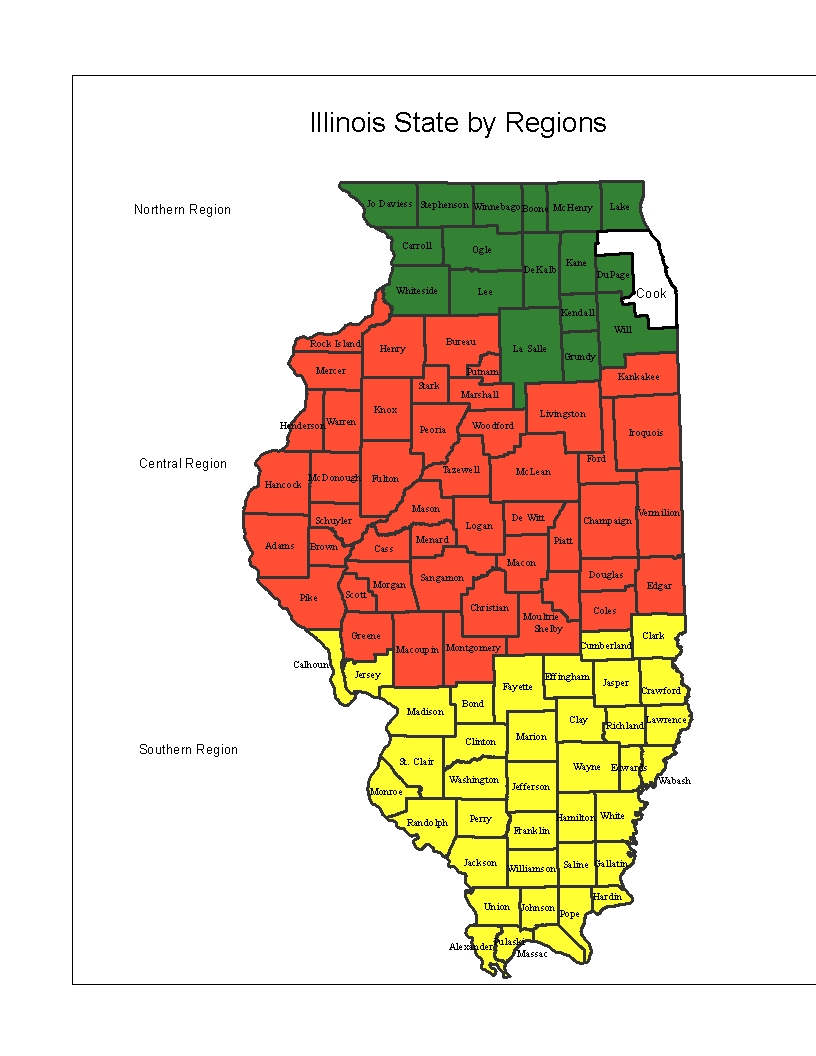 Illinois State by Regions
Northern Region
Jo Daviess Stephenson Winnebago Boone McHenry Lake
Carroll Ogle DeKalb Kane DuPage
Cook
Whiteside Lee Kendall Will
Rock Island Henry Bureau La Salle Grundy
Mercer Putnam Kankakee
Stark Marshall
Henderson Warren Knox Peoria Woodford Livingston Iroquois
Central Region
Hancock McDonough Fulton Tazewell McLean Ford
Mason
Adams Schuyler Logan De Witt Champaign Vermilion
Brown Cass Menard Piatt
Pike Scott Morgan Sangamon Macon Douglas Edgar
Christian Moultrie Coles
Greene Macoupin Montgomery Shelby Cumberland Clark
Calhoun Jersey Fayette Effingham Jasper Crawford
Madison Bond Clay Richland Lawrence
Southern Region
St. Clair Clinton Marion Wayne Edwards Wabash
Monroe Washington Jefferson
Randolph Perry Franklin Hamilton White
Jackson Williamson Saline Gallatin
Union Johnson Pope Hardin
Alexander Pulaski Massac